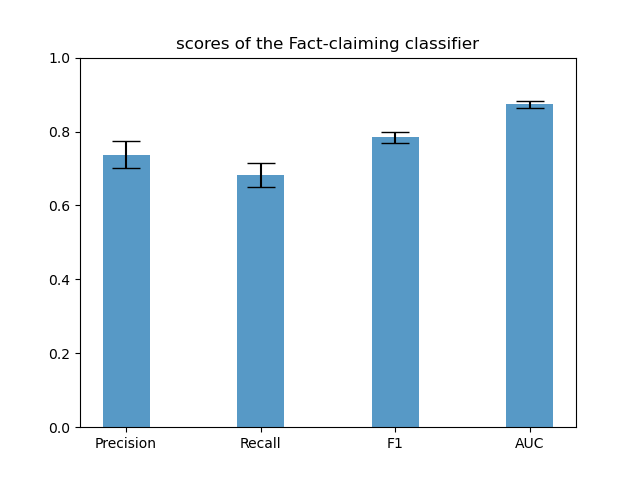 scores of the Fact-claiming classifier
1.0
0.8
0.6
0.4
0.2
0.0
Precision
Recall
F1
AUC